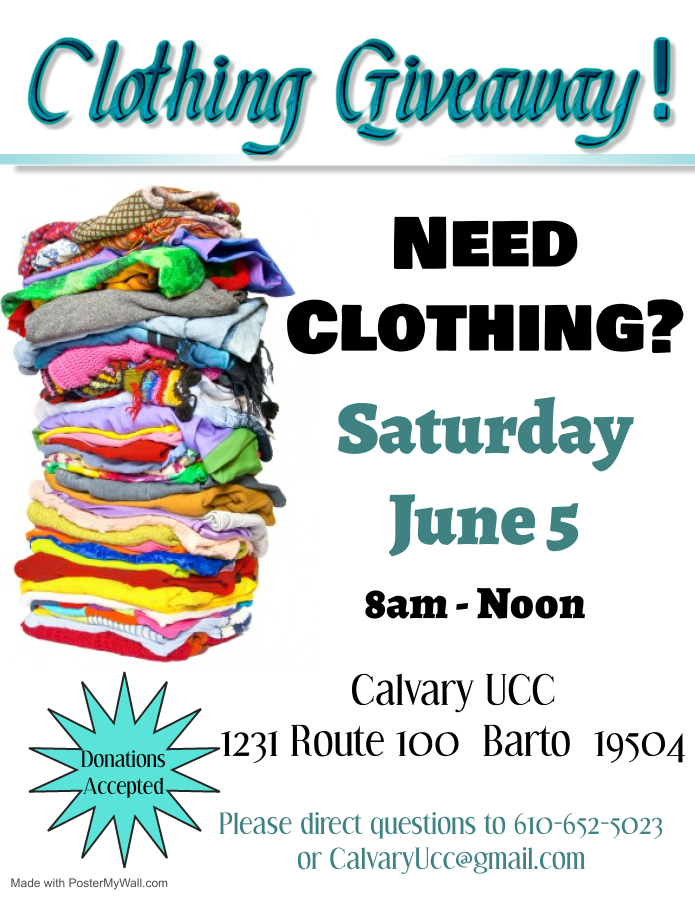 Clothing Giveaway!
Need
Clothing?
Saturday
June 5
8am - Noon
Calvary UCC
1231 Route 100 Barto 19504
Donations
Accepted
Please direct questions to 610-652-5023
or CalvaryUcc@gmail.com
Made with PosterMyWall.com